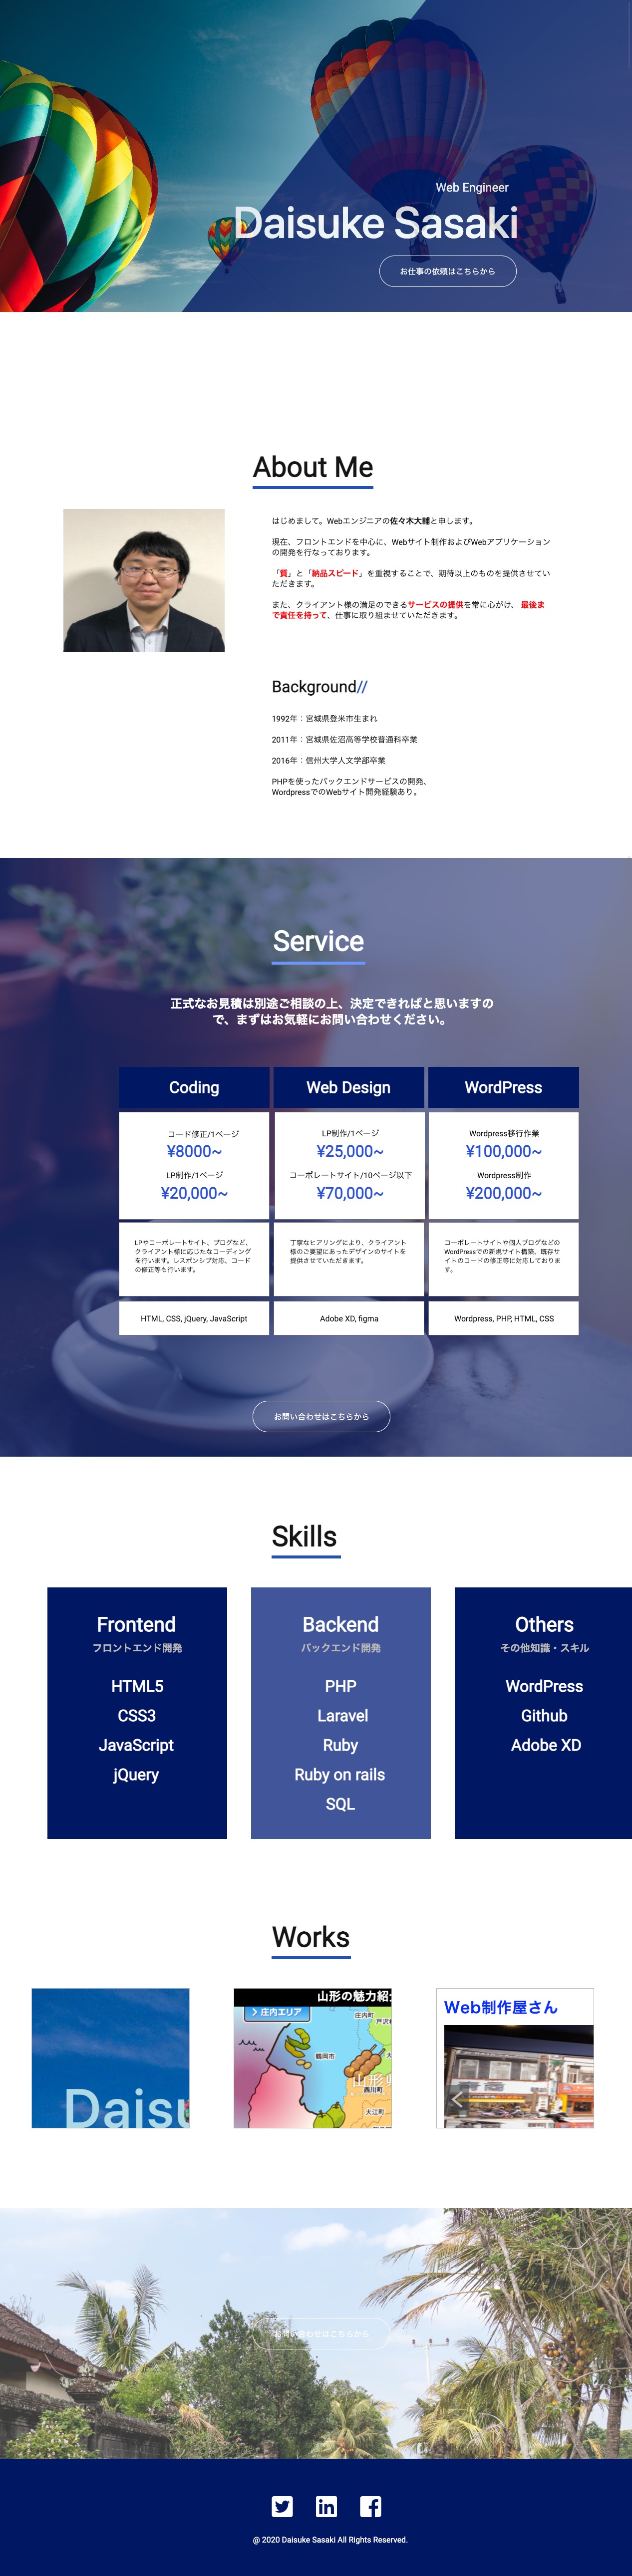 Web Engineer
Daisuke Sasaki
お仕事の依頼はこちらから
About Me
はじめまして。Webエンジニアの佐々木大輔と申します。
現在、フロントエンドを中心に、Webサイト制作およびWebアプリケーション
の開発を行なっております。
「質」と「納品スピード」を重視することで、期待以上のものを提供させてい
ただきます。
また、クライアント様の満足のできるサービスの提供を常に心がけ、 最後ま
で責任を持って、仕事に取り組ませていただきます。
Background//
1992年：宮城県登米市生まれ
2011年：宮城県佐沼高等学校普通科卒業
2016年：信州大学人文学部卒業
PHPを使ったバックエンドサービスの開発、
WordpressでのWebサイト開発経験あり。
Service
正式なお見積は別途ご相談の上、決定できればと思いますの
で、まずはお気軽にお問い合わせください。
Coding
コード修正/1ページ
¥8000~
LP制作/1ページ
¥20,000~
LPやコーポレートサイト、ブログなど、
クライアント様に応じたなコーディング
を行います。レスポンシブ対応、コード
の修正等も行います。
HTML, CSS, jQuery, JavaScript
Web Design
LP制作/1ページ
¥25,000~
コーポレートサイト/10ページ以下
¥70,000~
丁寧なヒアリングにより、クライアント
様のご要望にあったデザインのサイトを
提供させていただきます。
Adobe XD, figma
WordPress
Wordpress移行作業
¥100,000~
Wordpress制作
¥200,000~
コーポレートサイトや個人ブログなどの
WordPressでの新規サイト構築、既存サ
イトのコードの修正等に対応しておりま
す。
Wordpress, PHP, HTML, CSS
お問い合わせはこちらから
Skills
Frontend
フロントエンド開発
HTML5
CSS3
JavaScript
jQuery
Backend
バックエンド開発
PHP
Laravel
Ruby
Ruby on rails
SQL
Others
その他知識・スキル
WordPress
Github
Adobe XD
Works
Daisu
山形の魅力紹介
庄内エリア
庄内町
戸沢村
鶴岡市
山形県
西川町
大江町
Web制作屋さん
お問い合わせはこちらから
@ 2020 Daisuke Sasaki All Rights Reserved.